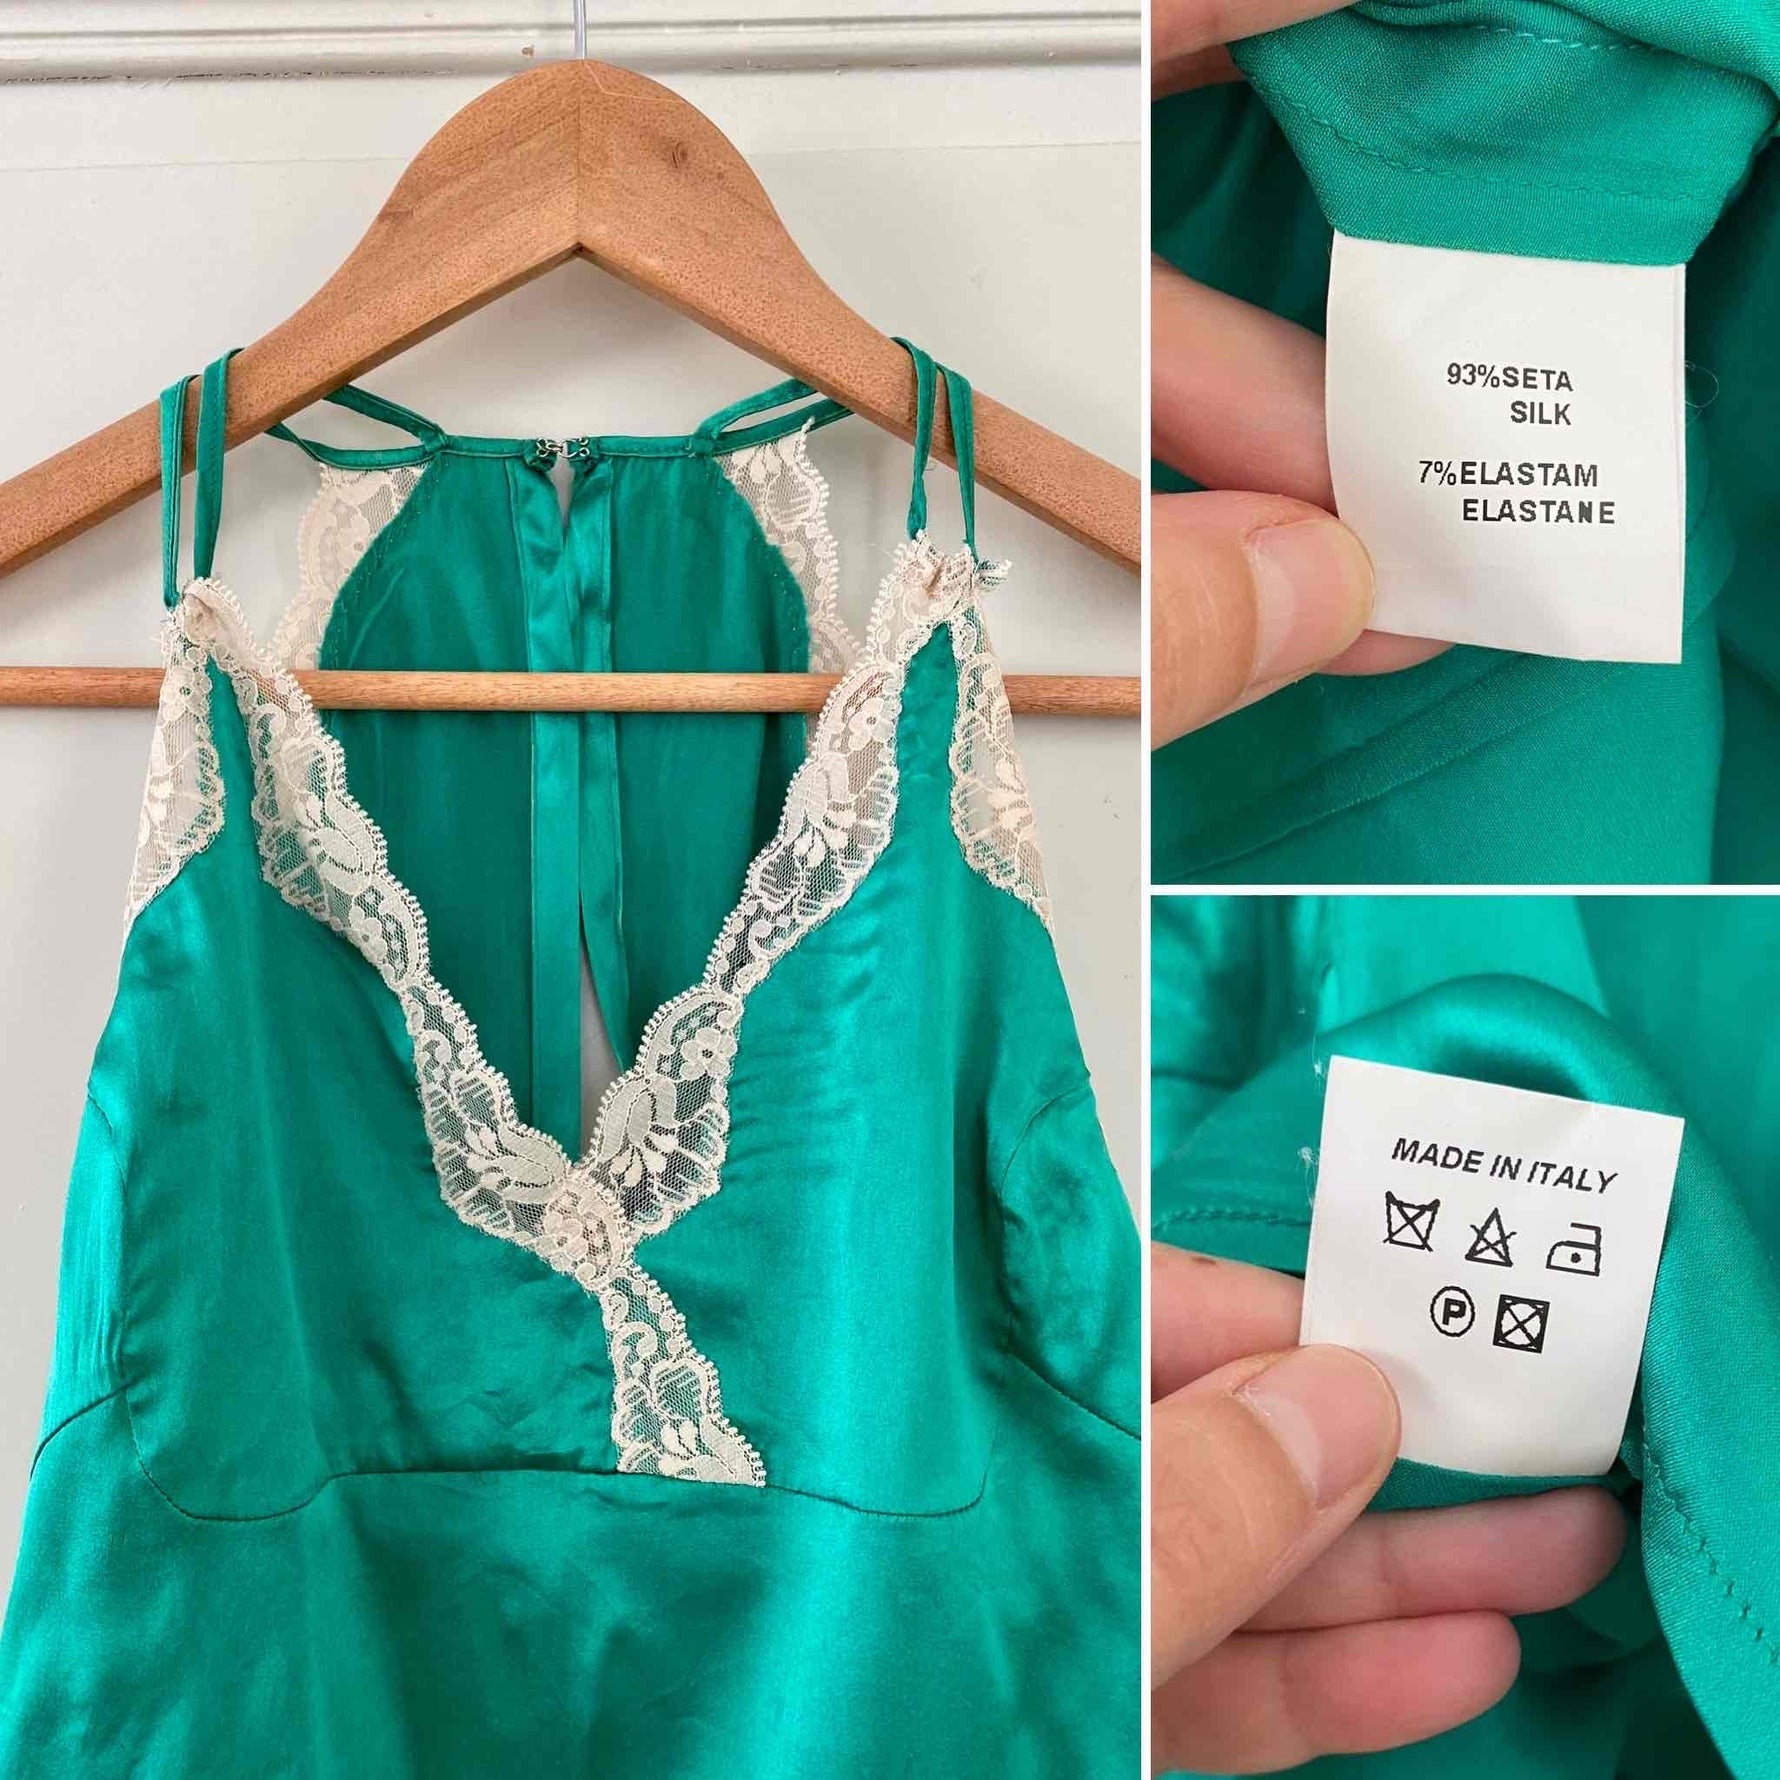 93%SETA
SILK
7%ELASTAM
ELASTANE
MADE IN ITALY
P